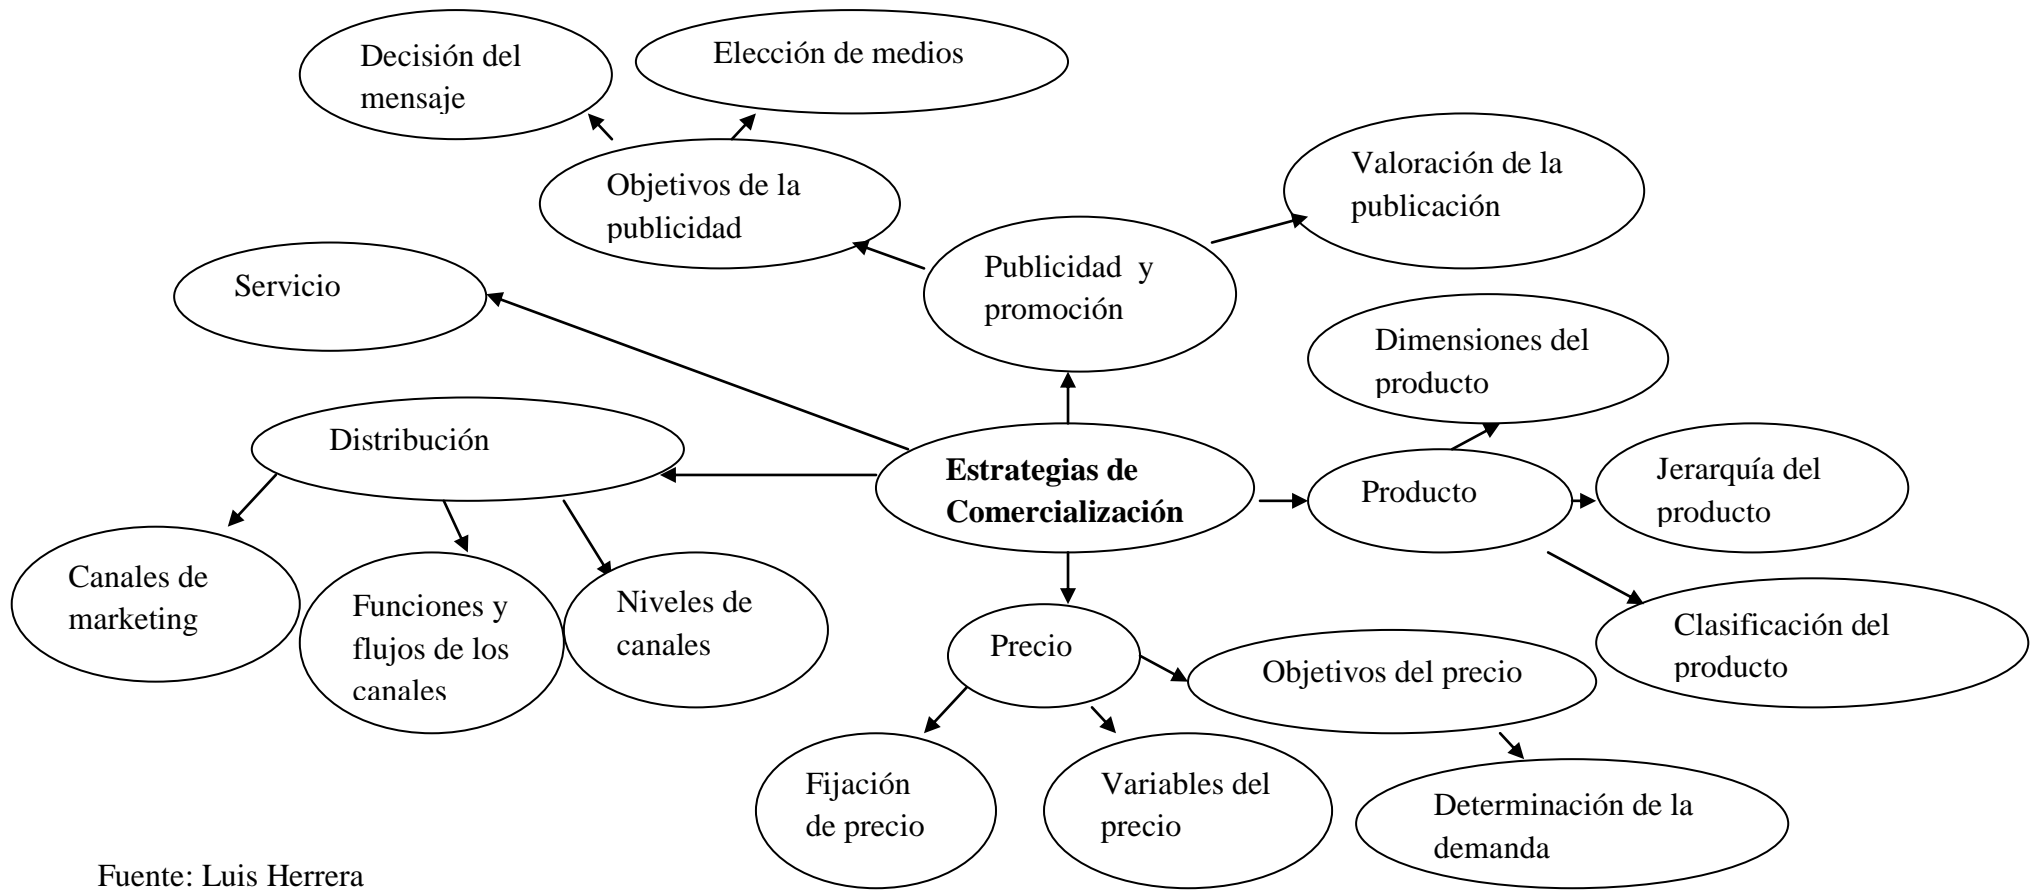 Decisión del
mensaje
Elección de medios
Objetivos de la
publicidad
Valoración de la
publicación
Servicio
Publicidad  y
promoción
Dimensiones del
producto
Distribución
Estrategias de
Comercialización
Producto
Jerarquía del
producto
Canales de
marketing
Funciones y
flujos de los
canales
Niveles de
canales
Precio
Objetivos del precio
Clasificación del
producto
Fijación
de precio
Variables del
precio
Determinación de la
demanda
Fuente: Luis Herrera